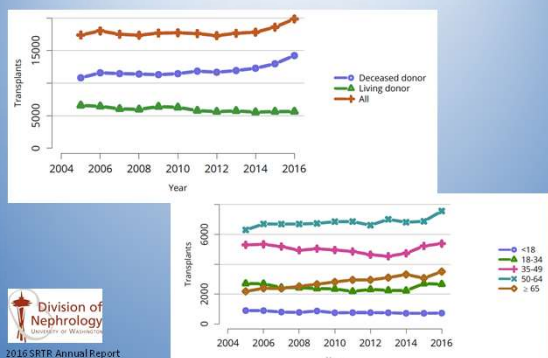 Transplants
15000
5000
0
2004
2006
2008
2010
2012
2014
2016
Year
Deceased donor
Living donor
All
Transplants
6000
2000
0
2004
2006
2008
2010
2012
2014
2016
<18
18-34
35-49
50-64
≥ 65
Division of
Nephrology
UNIVERSITY OF WASHINGTON
2016 SRTR Annual Report